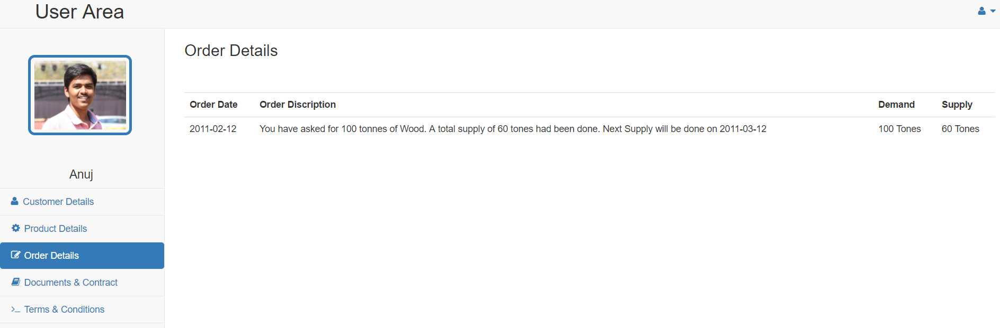 User Area
Anuj
Customer Details
Product Details
Order Details
Documents & Contract
Terms & Conditions
Order Details
Order Date Order Discription Demand Supply
2011-02-12 You have asked for 100 tonnes of Wood. A total supply of 60 tones had been done. Next Supply will be done on 2011-03-12 100 Tones 60 Tones